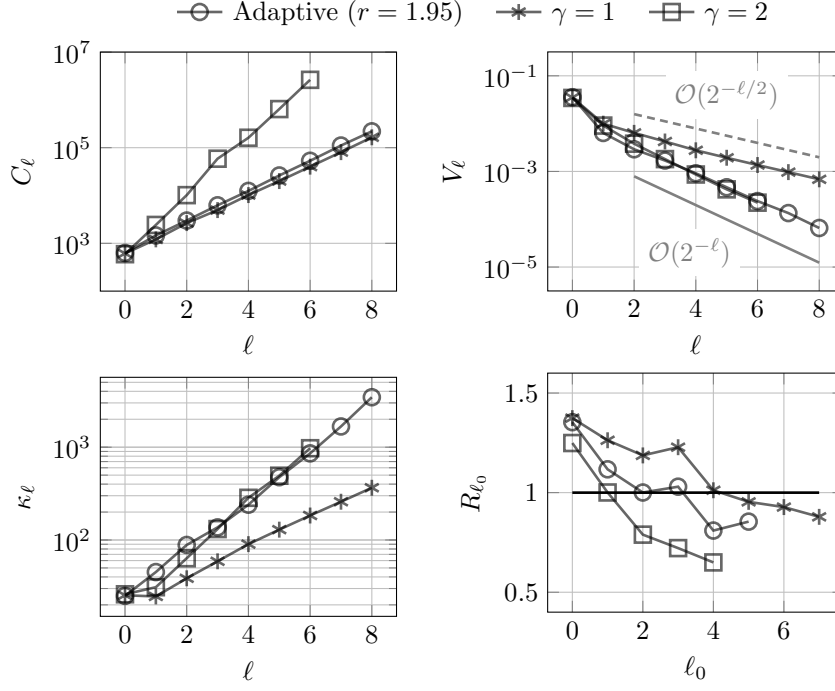 Adaptive (r = 1.95) γ = 1 γ = 2
10^7
10^5
10^3
C_ℓ
0 2 4 6 8
ℓ
10^−1
10^−3
10^−5
V_ℓ
O(2^−ℓ/2)
O(2^−ℓ)
0 2 4 6 8
ℓ
10^3
10^2
κ_ℓ
0 2 4 6 8
ℓ
1.5
1
0.5
R_ℓ_0
0 2 4 6 8
ℓ_0